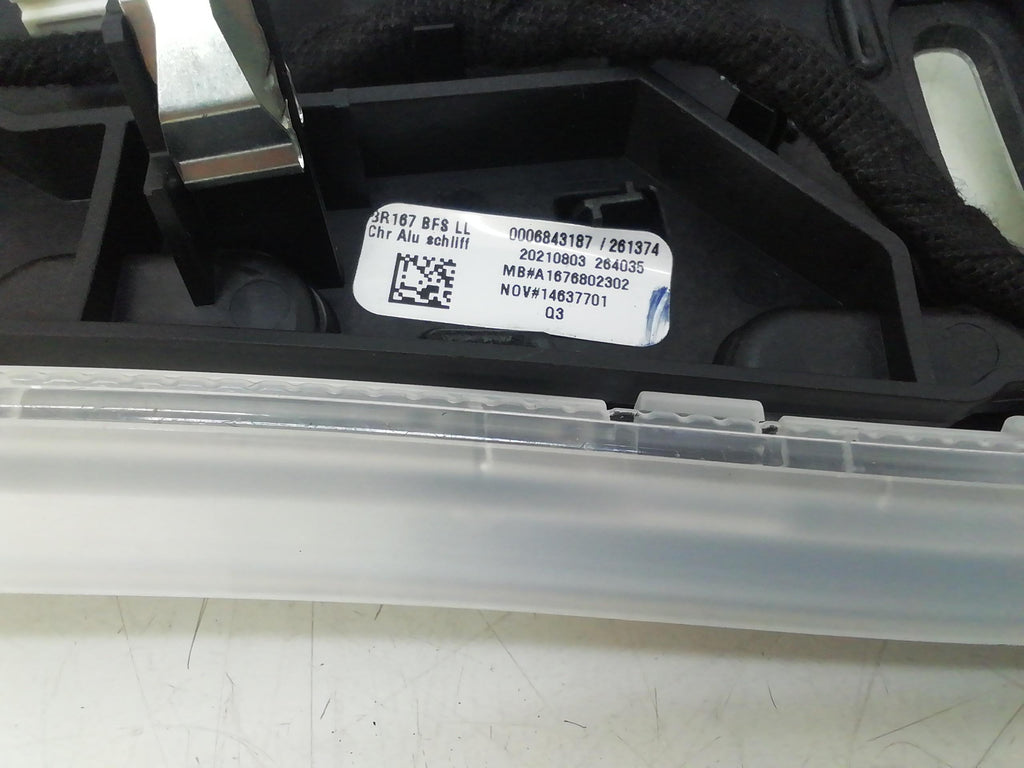 BR167 BFS LL
Chr Alu schliff
0006843187 / 261374
20210803 264035
MB#A1676802302
NOV#14637701
Q3